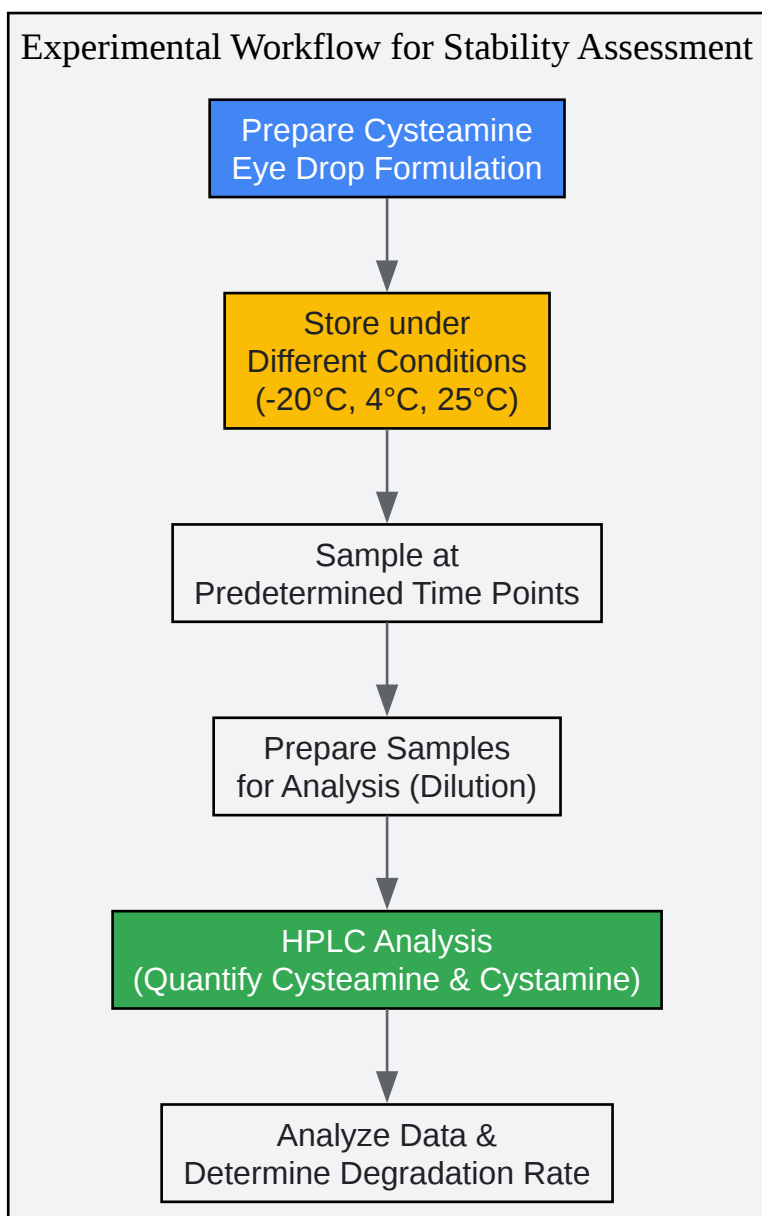 Experimental Workflow for Stability Assessment
Prepare Cysteamine
Eye Drop Formulation
Store under
Different Conditions
(-20°C, 4°C, 25°C)
Sample at
Predetermined Time Points
Prepare Samples
for Analysis (Dilution)
HPLC Analysis
(Quantify Cysteamine & Cystamine)
Analyze Data &
Determine Degradation Rate